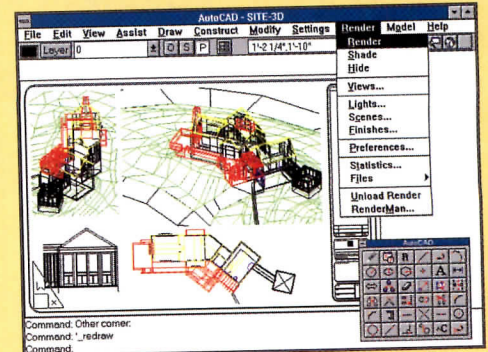 AutoCAD - SITE-3D
File Edit View Assist Draw Construct Modify Settings Render Model Help
Layer 0 O S P 1'-2 1/4",1'-10"
Render
Shade
Hide
Views...
Lights...
Scenes...
Finishes...
Preferences...
Statistics...
Files
Unload Render
RenderMan...
AutoCAD
R
A
C
Command: Other corner:
Command: '_redraw
Command: